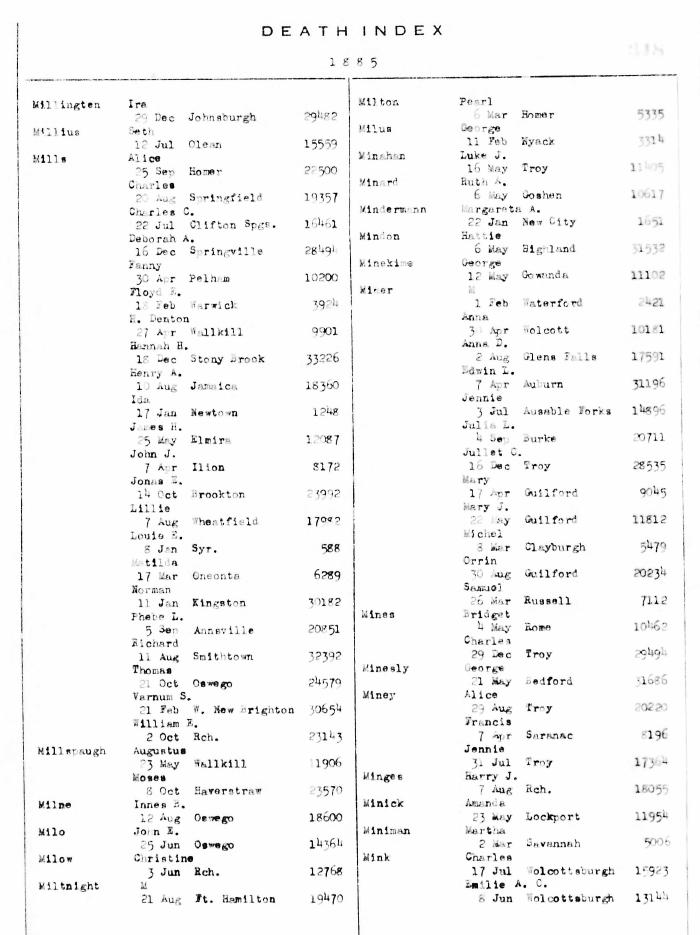 DEATH INDEX
1885
Millington Ira
29 Dec Johnsburgh 29482
Millius Seth
12 Jul Olean 15559
Mills Alice
25 Sep Homer 22500
Charles
20 Aug Springfield 19357
Charles C.
22 Jul Clifton Spgs. 16461
Deborah A.
16 Dec Springville 28494
Fanny
30 Apr Pelham 10200
Floyd E.
Feb Warwick 3924
H. Denton
27 Apr Wallkill 9901
Hannah H.
18 Dec Stony Brook 33226
Henry A.
10 Aug Jamaica 18360
Ida
17 Jan Newtown 1248
James H.
25 May Elmira 12087
John J.
7 Apr Ilion 8172
Jonas E.
14 Oct Brookton 23992
Lillie
7 Aug Wheatfield
Louie E.
8 Jan Syr. 588
Matilda
17 Mar Oneonta 6289
Norman
11 Jan Kingston 30182
Phebe L.
5 Sep Annsville 20851
Richard
11 Aug Smithtown 32392
Thomas
21 Oct Oswego 24579
Varnum S.
21 Feb W. New Brighton 30654
William E.
2 Oct Rch. 23143
Millspaugh Augustus
23 May Wallkill 11906
Moses
8 Oct Haverstraw 23570
Milne Innes B.
12 Aug Oswego 18600
Milo John E.
25 Jun Oswego 14364
Milow Christine
3 Jun Rch. 12768
Miltnight M
21 Aug Ft. Hamilton 19470
Milton Pearl
6 Mar Homer 5335
Milus George
11 Feb Nyack 3314
Minahan Luke J.
16 May Troy 11405
Minard Ruth A.
6 May Goshen 10617
Mindermann Margareta A.
22 Jan New City 1651
Mindon Hattie
6 May Highland 31532
Minekime George
12 May Gowanda 11102
Miner M
1 Feb Waterford 2421
Anna
Apr Wolcott 10181
Anna D.
2 Aug Glens Falls 17591
Edwin L.
7 Apr Auburn 31196
Jennie
3 Jul Ausable Forks 14896
Julia L.
4 Sep Burke 20711
Juliet C.
16 Dec Troy 28535
Mary
17 Apr Guilford 9045
Mary J.
22 May Guilford 11812
Michel
8 Mar Clayburgh 5479
Orrin
30 Aug Guilford 20234
Samuel
26 Mar Russell 7112
Mines Bridget
4 May Rome 10462
Charles
29 Dec Troy 29494
Minesly George
21 May Bedford 31686
Miney Alice
29 Aug Troy 20220
Francis
7 Apr Saranac 8196
Jennie
31 Jul Troy 17364
Minges Harry J.
7 Aug Rch. 18055
Minick Amanda
23 May Lockport 11954
Miniman Martha
2 Mar Savannah 5006
Mink Charles
17 Jul Wolcottsburgh 15923
Emilie A. C.
8 Jun Wolcottsburgh 13144